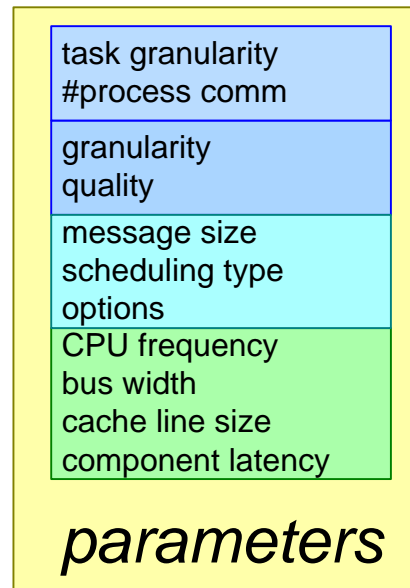 task granularity
#process comm
granularity
quality
message size
scheduling type
options
CPU frequency
bus width
cache line size
component latency
parameters